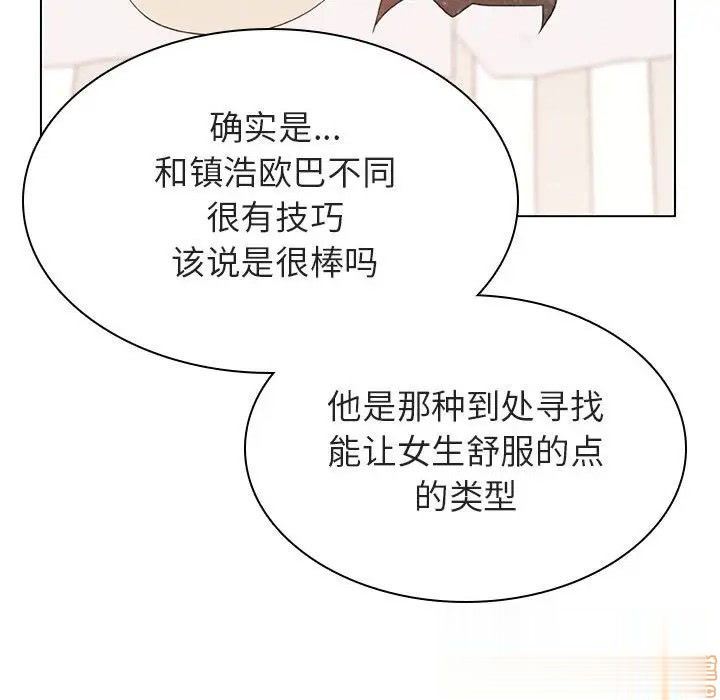 确实是...
和镇浩欧巴不同
很有技巧
该说是很棒吗
他是那种到处寻找
能让女生舒服的点
的类型